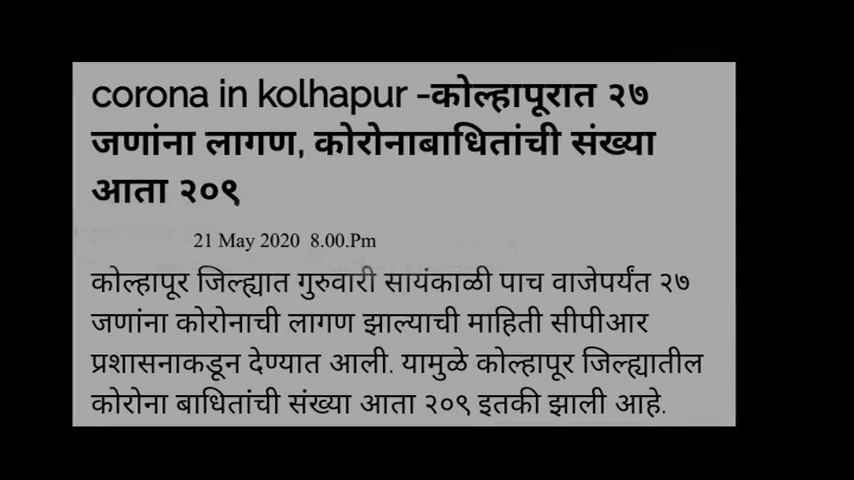 corona in kolhapur -कोल्हापूरात २७
जणांना लागण, कोरोनाबाधितांची संख्या
आता २०९
21 May 2020 8.00.Pm
कोल्हापूर जिल्ह्यात गुरुवारी सायंकाळी पाच वाजेपर्यंत २७
जणांना कोरोनाची लागण झाल्याची माहिती सीपीआर
प्रशासनाकडून देण्यात आली. यामुळे कोल्हापूर जिल्ह्यातील
कोरोना बाधितांची संख्या आता २०९ इतकी झाली आहे.